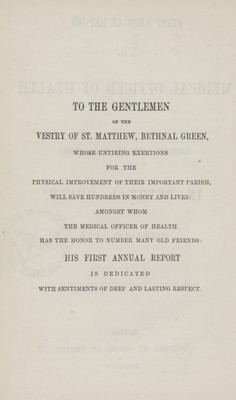 TO THE GENTLEMEN
OF THE
VESTRY OF ST. MATTHEW, BETHNAL GREEN,
WHOSE UNTIRING EXERTIONS
FOR THE
PHYSICAL IMPROVEMENT OF THEIR IMPORTANT PARISH,
WILL SAVE HUNDREDS IN MONEY AND LIVES:
AMONGST WHOM
THE MEDICAL OFFICER OF HEALTH
HAS THE HONOR TO NUMBER MANY OLD FRIENDS:
HIS FIRST ANNUAL REPORT
IS DEDICATED
WITH SENTIMENTS OF DEEP AND LASTING RESPECT.